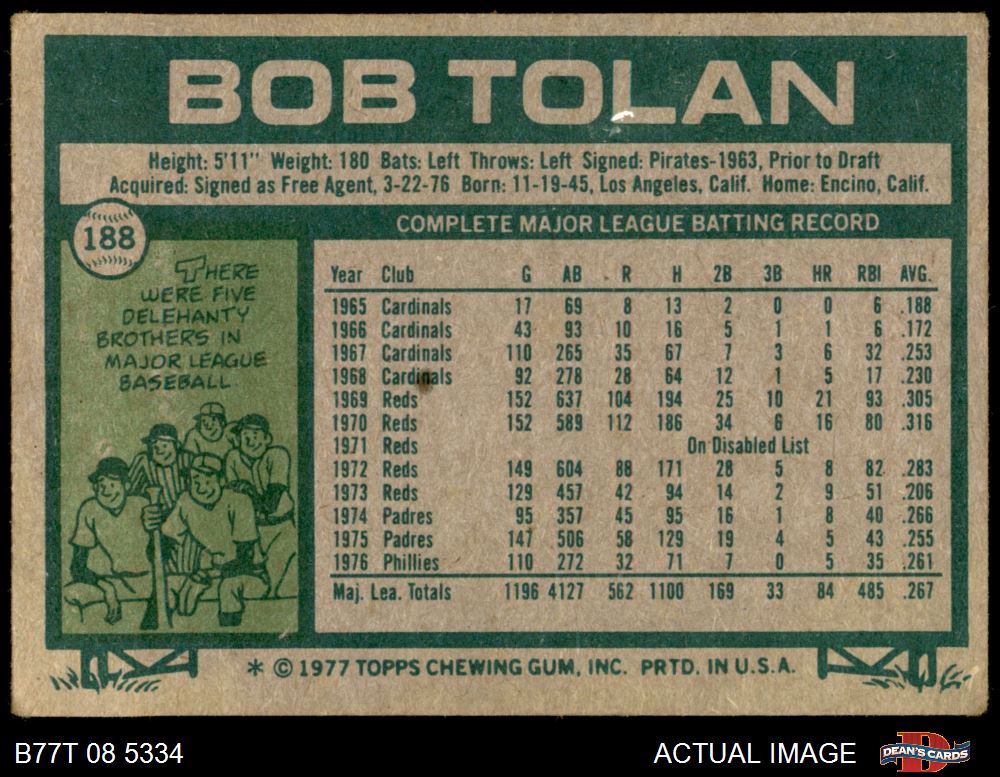 BOB TOLAN
Height: 5'11" Weight: 180 Bats: Left Throws: Left Signed: Pirates-1963, Prior to Draft
Acquired: Signed as Free Agent, 3-22-76 Born: 11-19-45, Los Angeles, Calif. Home: Encino, Calif.
188
THERE
WERE FIVE
DELEHANTY
BROTHERS IN
MAJOR LEAGUE
BASEBALL
COMPLETE MAJOR LEAGUE BATTING RECORD
Year Club G AB R H 2B 3B HR RBI AVG.
1965 Cardinals 17 69 8 13 2 0 0 6 .188
1966 Cardinals 43 93 10 16 5 1 1 6 .172
1967 Cardinals 110 265 35 67 7 3 6 32 .253
1968 Cardinals 92 278 28 64 12 1 5 17 .230
1969 Reds 152 637 104 194 25 10 21 93 .305
1970 Reds 152 589 112 186 34 6 16 80 .316
1971 Reds On Disabled List
1972 Reds 149 604 88 171 28 5 8 82 .283
1973 Reds 129 457 42 94 14 2 9 51 .206
1974 Padres 95 357 45 95 16 1 8 40 .266
1975 Padres 147 506 58 129 19 4 5 43 .255
1976 Phillies 110 272 32 71 7 0 5 35 .261
Maj. Lea. Totals 1196 4127 562 1100 169 33 84 485 .267
* © 1977 TOPPS CHEWING GUM, INC. PRTD. IN U.S.A.
B77T 08 5334
ACTUAL IMAGE
D
DEAN'S CARDS